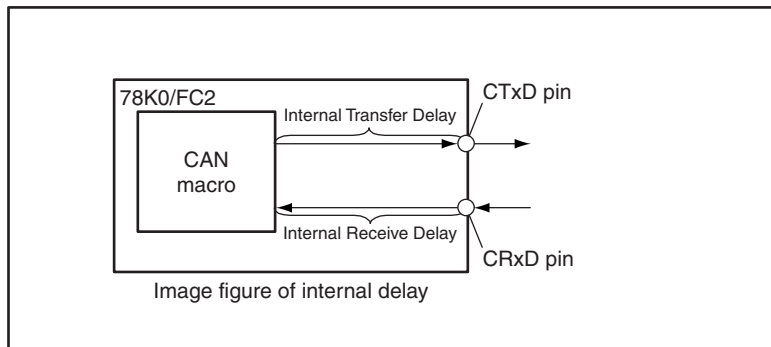 78K0/FC2
CAN
macro
Internal Transfer Delay
CTxD pin
Internal Receive Delay
CRxD pin
Image figure of internal delay